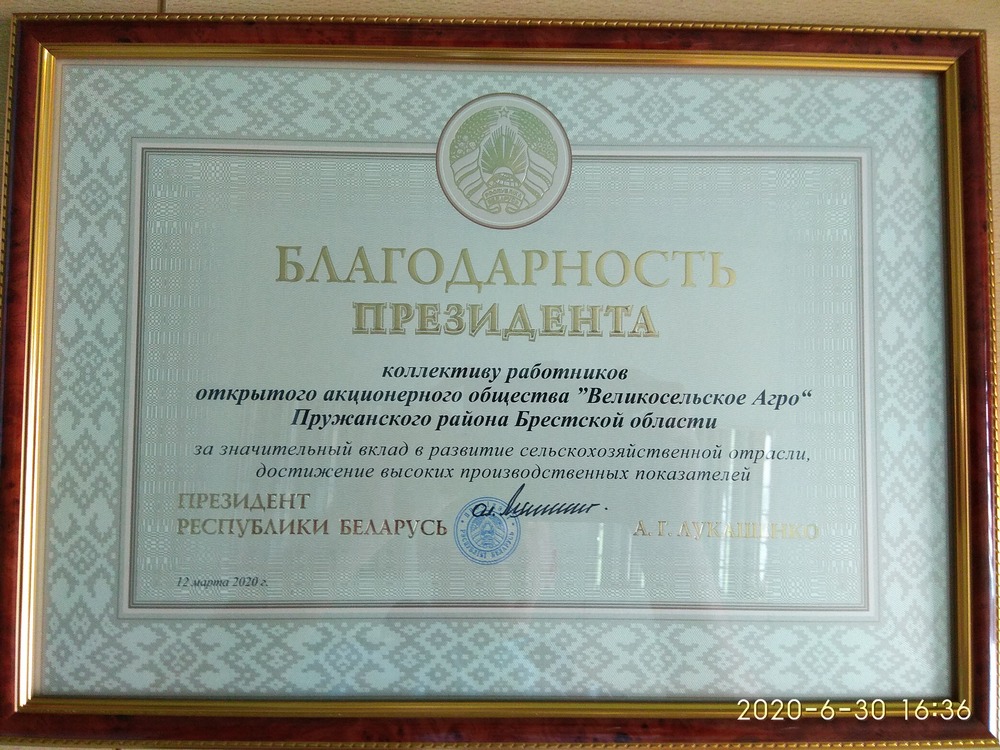 БЛАГОДАРНОСТЬ
ПРЕЗИДЕНТА
коллективу работников
открытого акционерного общества ”Великосельское Агро“
Пружанского района Брестской области
за значительный вклад в развитие сельскохозяйственной отрасли,
достижение высоких производственных показателей
ПРЕЗИДЕНТ
РЕСПУБЛИКИ БЕЛАРУСЬ
А. Г. ЛУКАШЕНКО
12 марта 2020 г.
2020-6-30 16:36